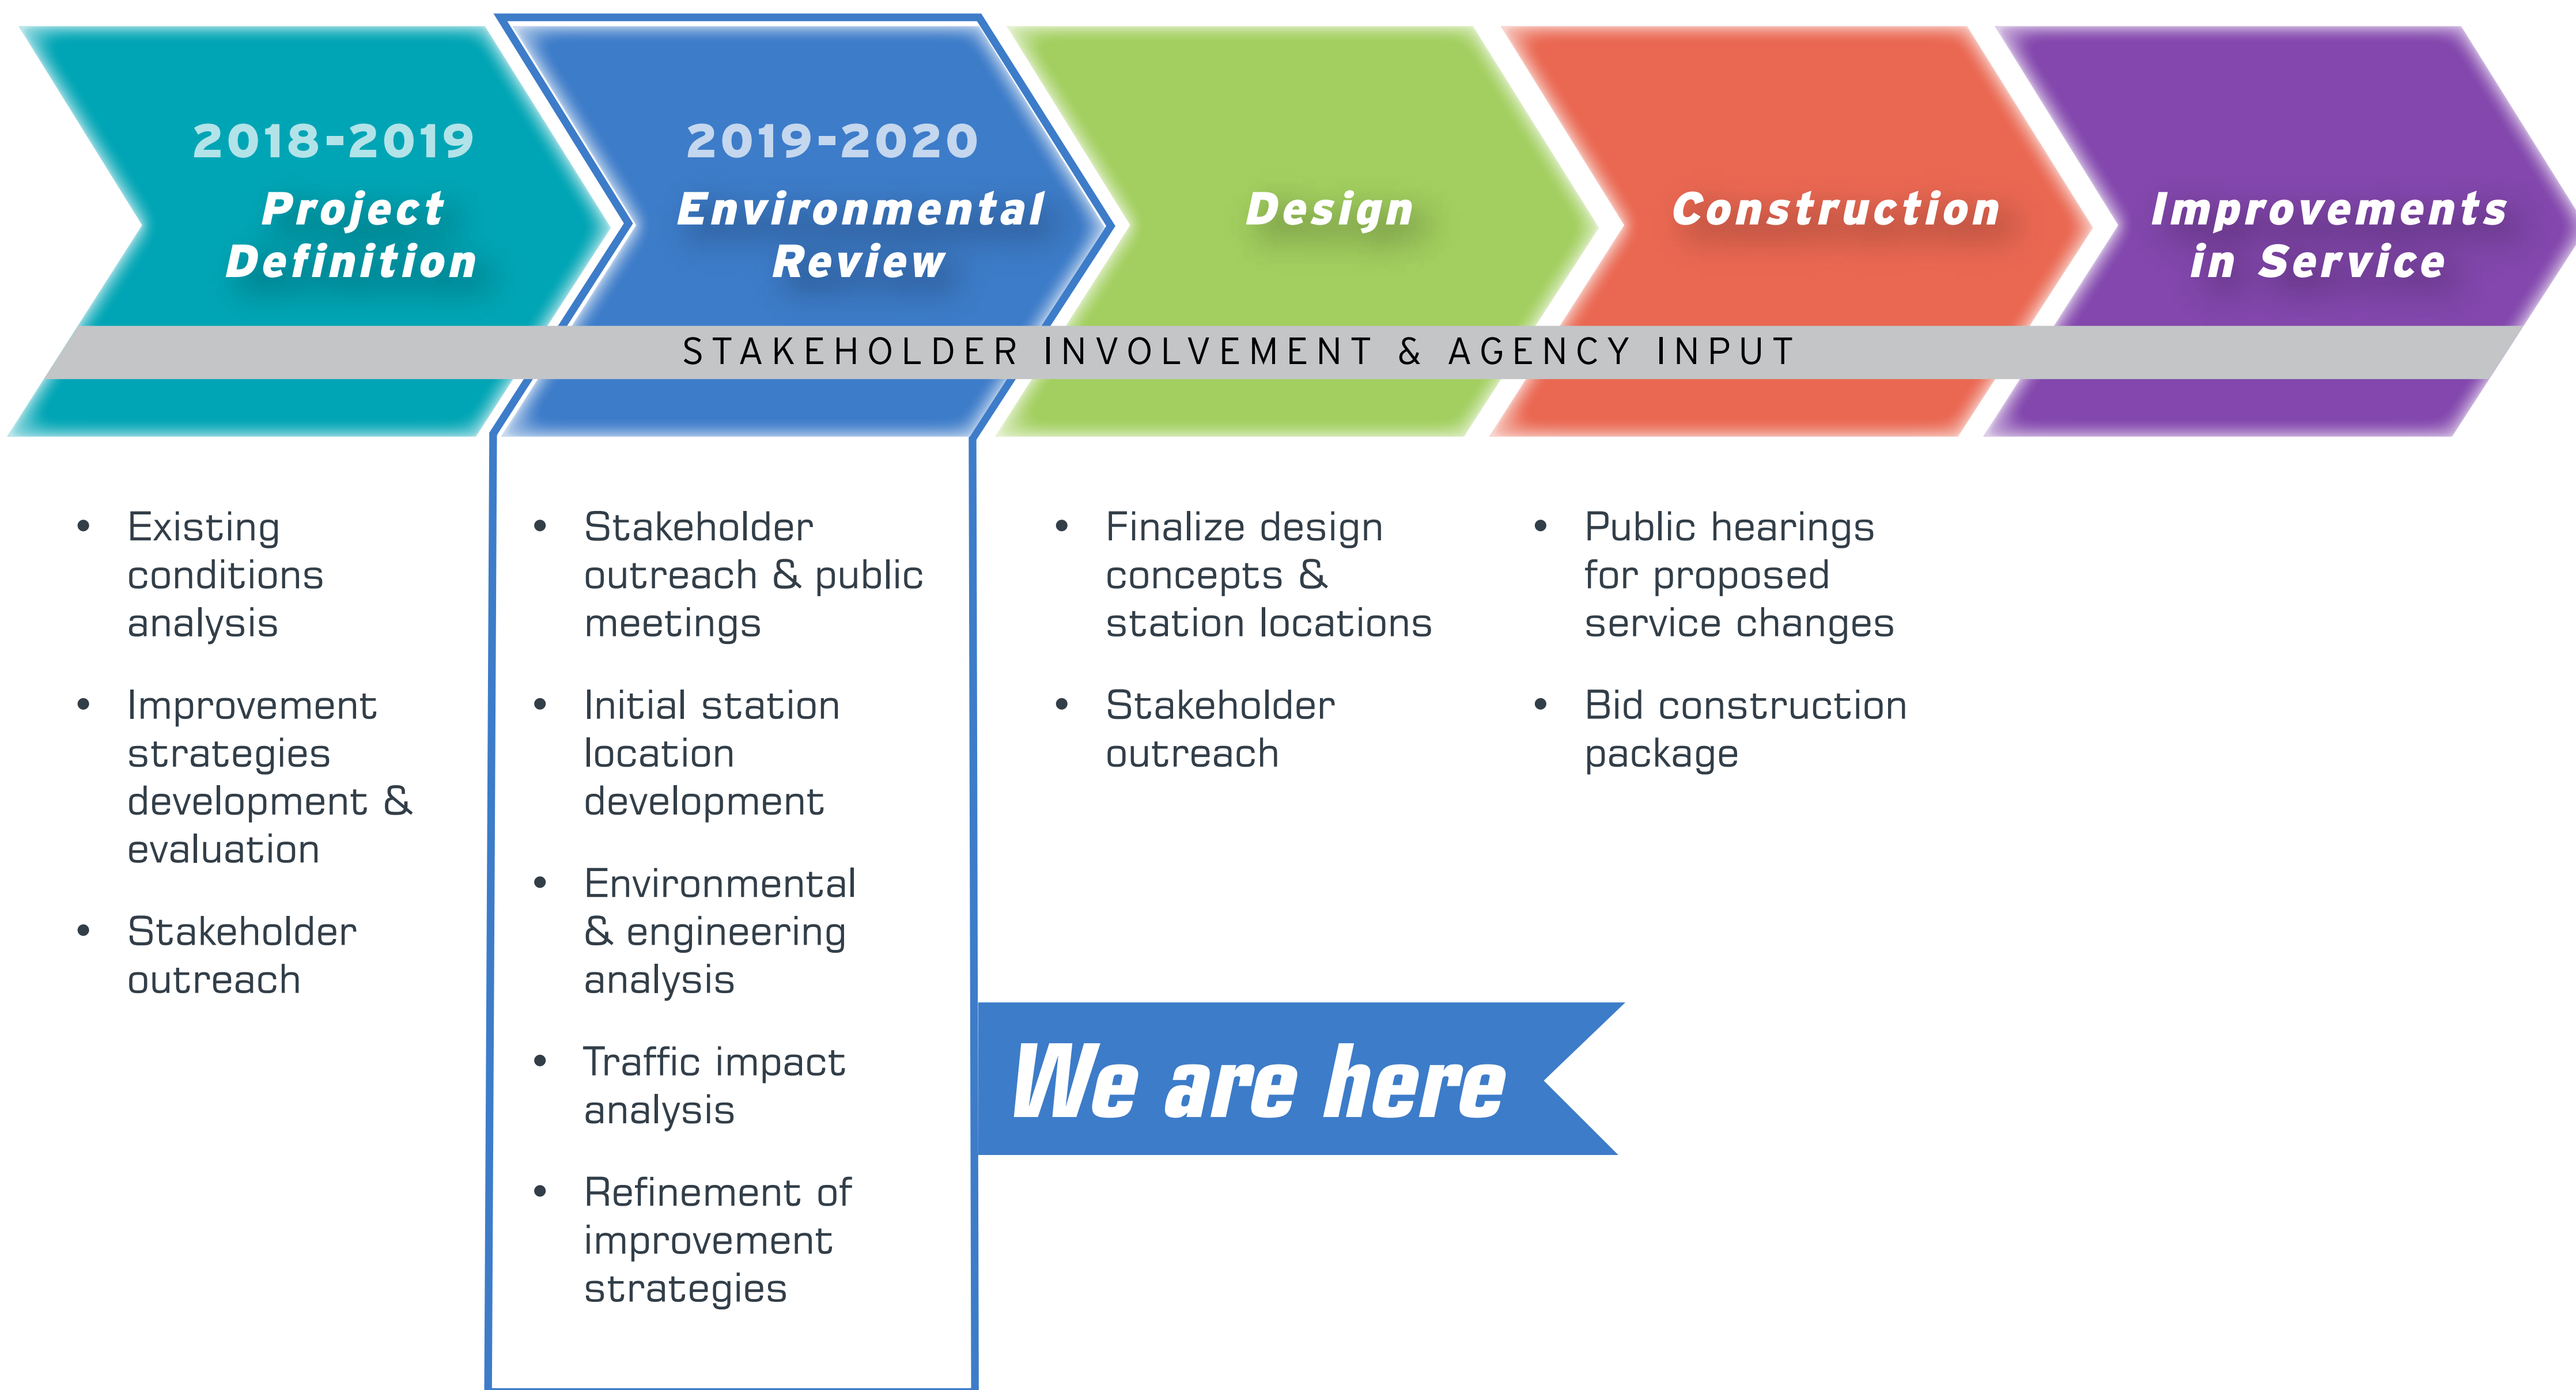 2018-2019
Project
Definition
2019-2020
Environmental
Review
Design
Construction
Improvements
in Service
STAKEHOLDER INVOLVEMENT & AGENCY INPUT
• Existing
conditions
analysis
• Improvement
strategies
development &
evaluation
• Stakeholder
outreach
• Stakeholder
outreach & public
meetings
• Initial station
location
development
• Environmental
& engineering
analysis
• Traffic impact
analysis
• Refinement of
improvement
strategies
• Finalize design
concepts &
station locations
• Stakeholder
outreach
• Public hearings
for proposed
service changes
• Bid construction
package
We are here